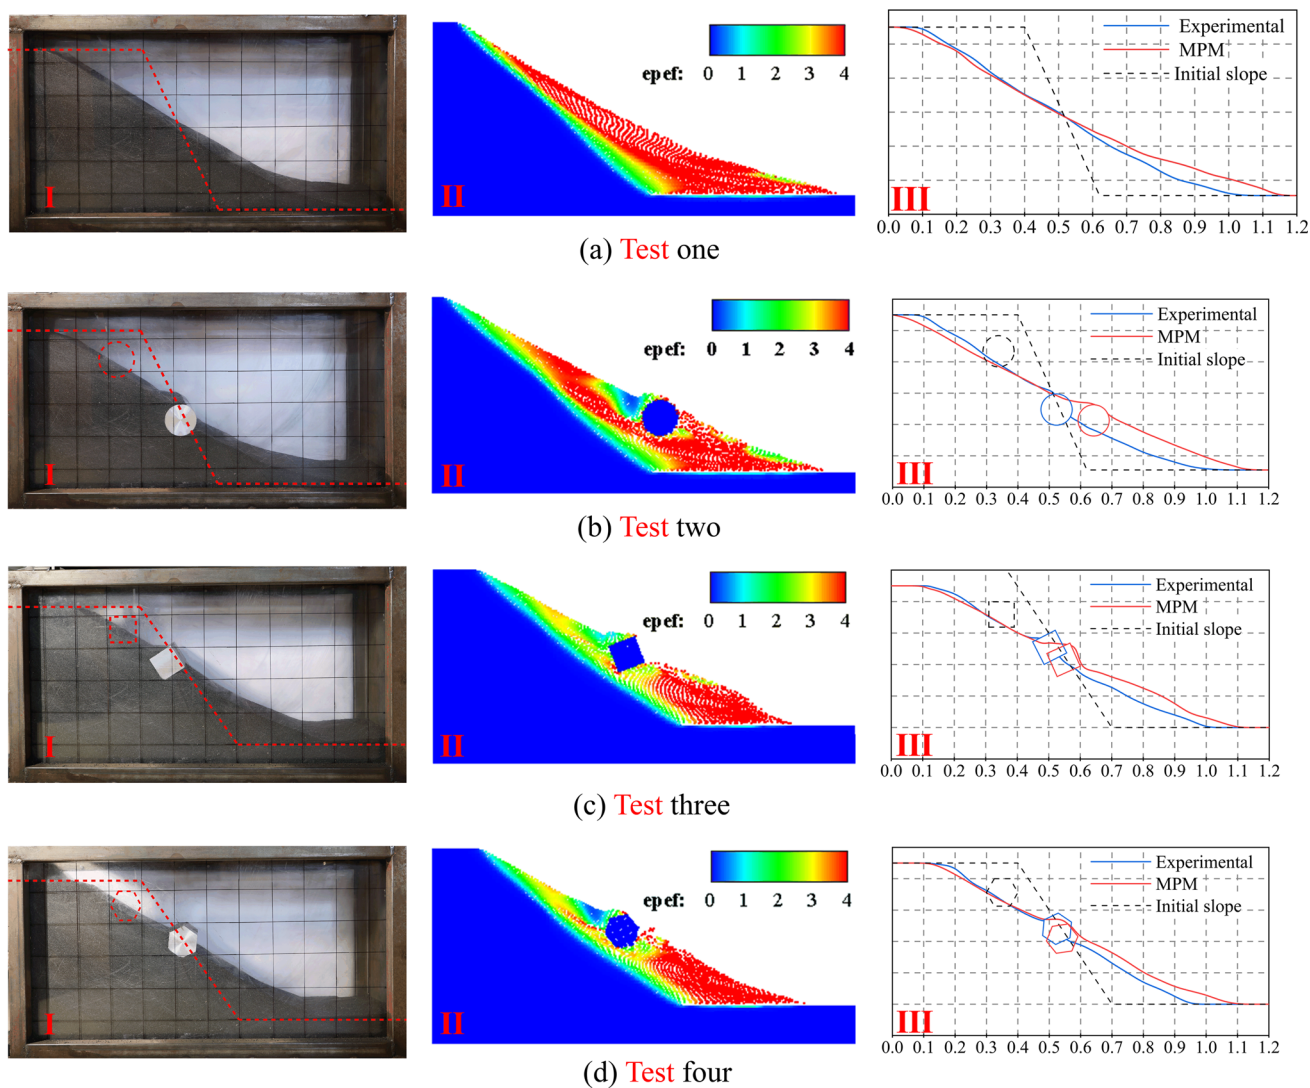 I
II
epef: 0 1 2 3 4
III
Experimental
MPM
Initial slope
0.0 0.1 0.2 0.3 0.4 0.5 0.6 0.7 0.8 0.9 1.0 1.1 1.2
(a) Test one
I
II
epef: 0 1 2 3 4
III
Experimental
MPM
Initial slope
0.0 0.1 0.2 0.3 0.4 0.5 0.6 0.7 0.8 0.9 1.0 1.1 1.2
(b) Test two
I
II
epef: 0 1 2 3 4
III
Experimental
MPM
Initial slope
0.0 0.1 0.2 0.3 0.4 0.5 0.6 0.7 0.8 0.9 1.0 1.1 1.2
(c) Test three
I
II
epef: 0 1 2 3 4
III
Experimental
MPM
Initial slope
0.0 0.1 0.2 0.3 0.4 0.5 0.6 0.7 0.8 0.9 1.0 1.1 1.2
(d) Test four